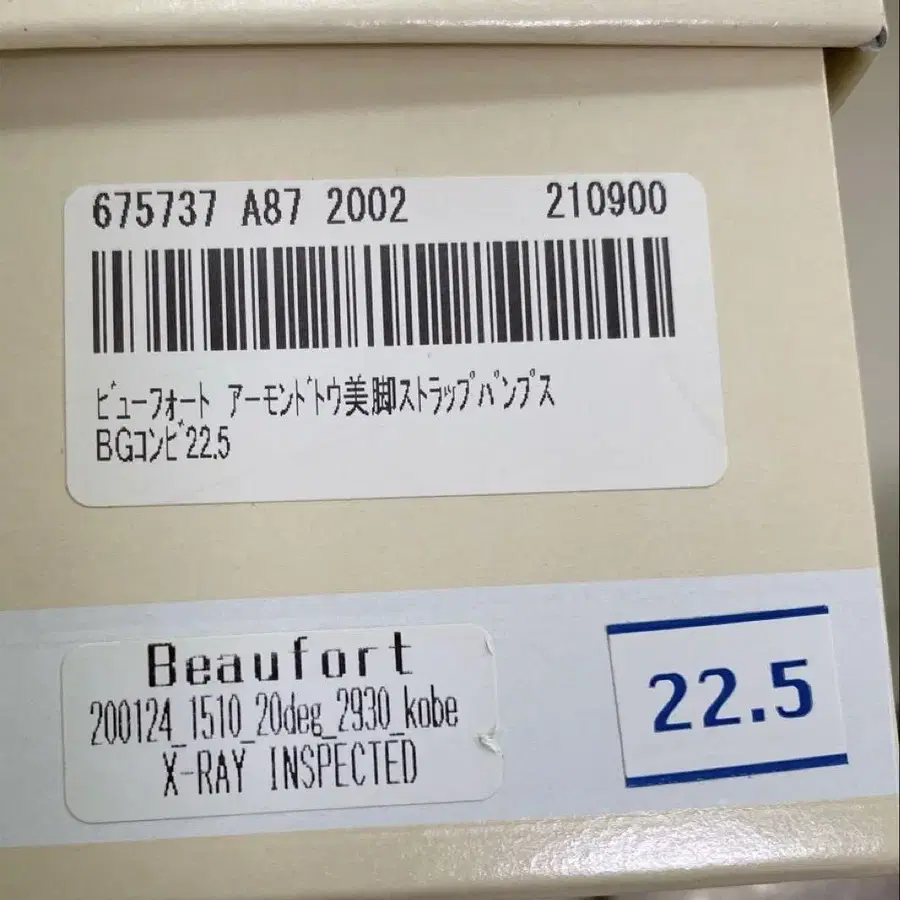 675737 A87 2002 210900
ﾋﾞｭｰﾌｫｰﾄ ｱｰﾓﾝﾄﾞﾄｳ美脚ｽﾄﾗｯﾌﾟﾊﾟﾝﾌﾟｽ
BGｺﾝﾋﾞ22.5
Beaufort
200124_1510_20deg_2930_kobe
X-RAY INSPECTED
22.5